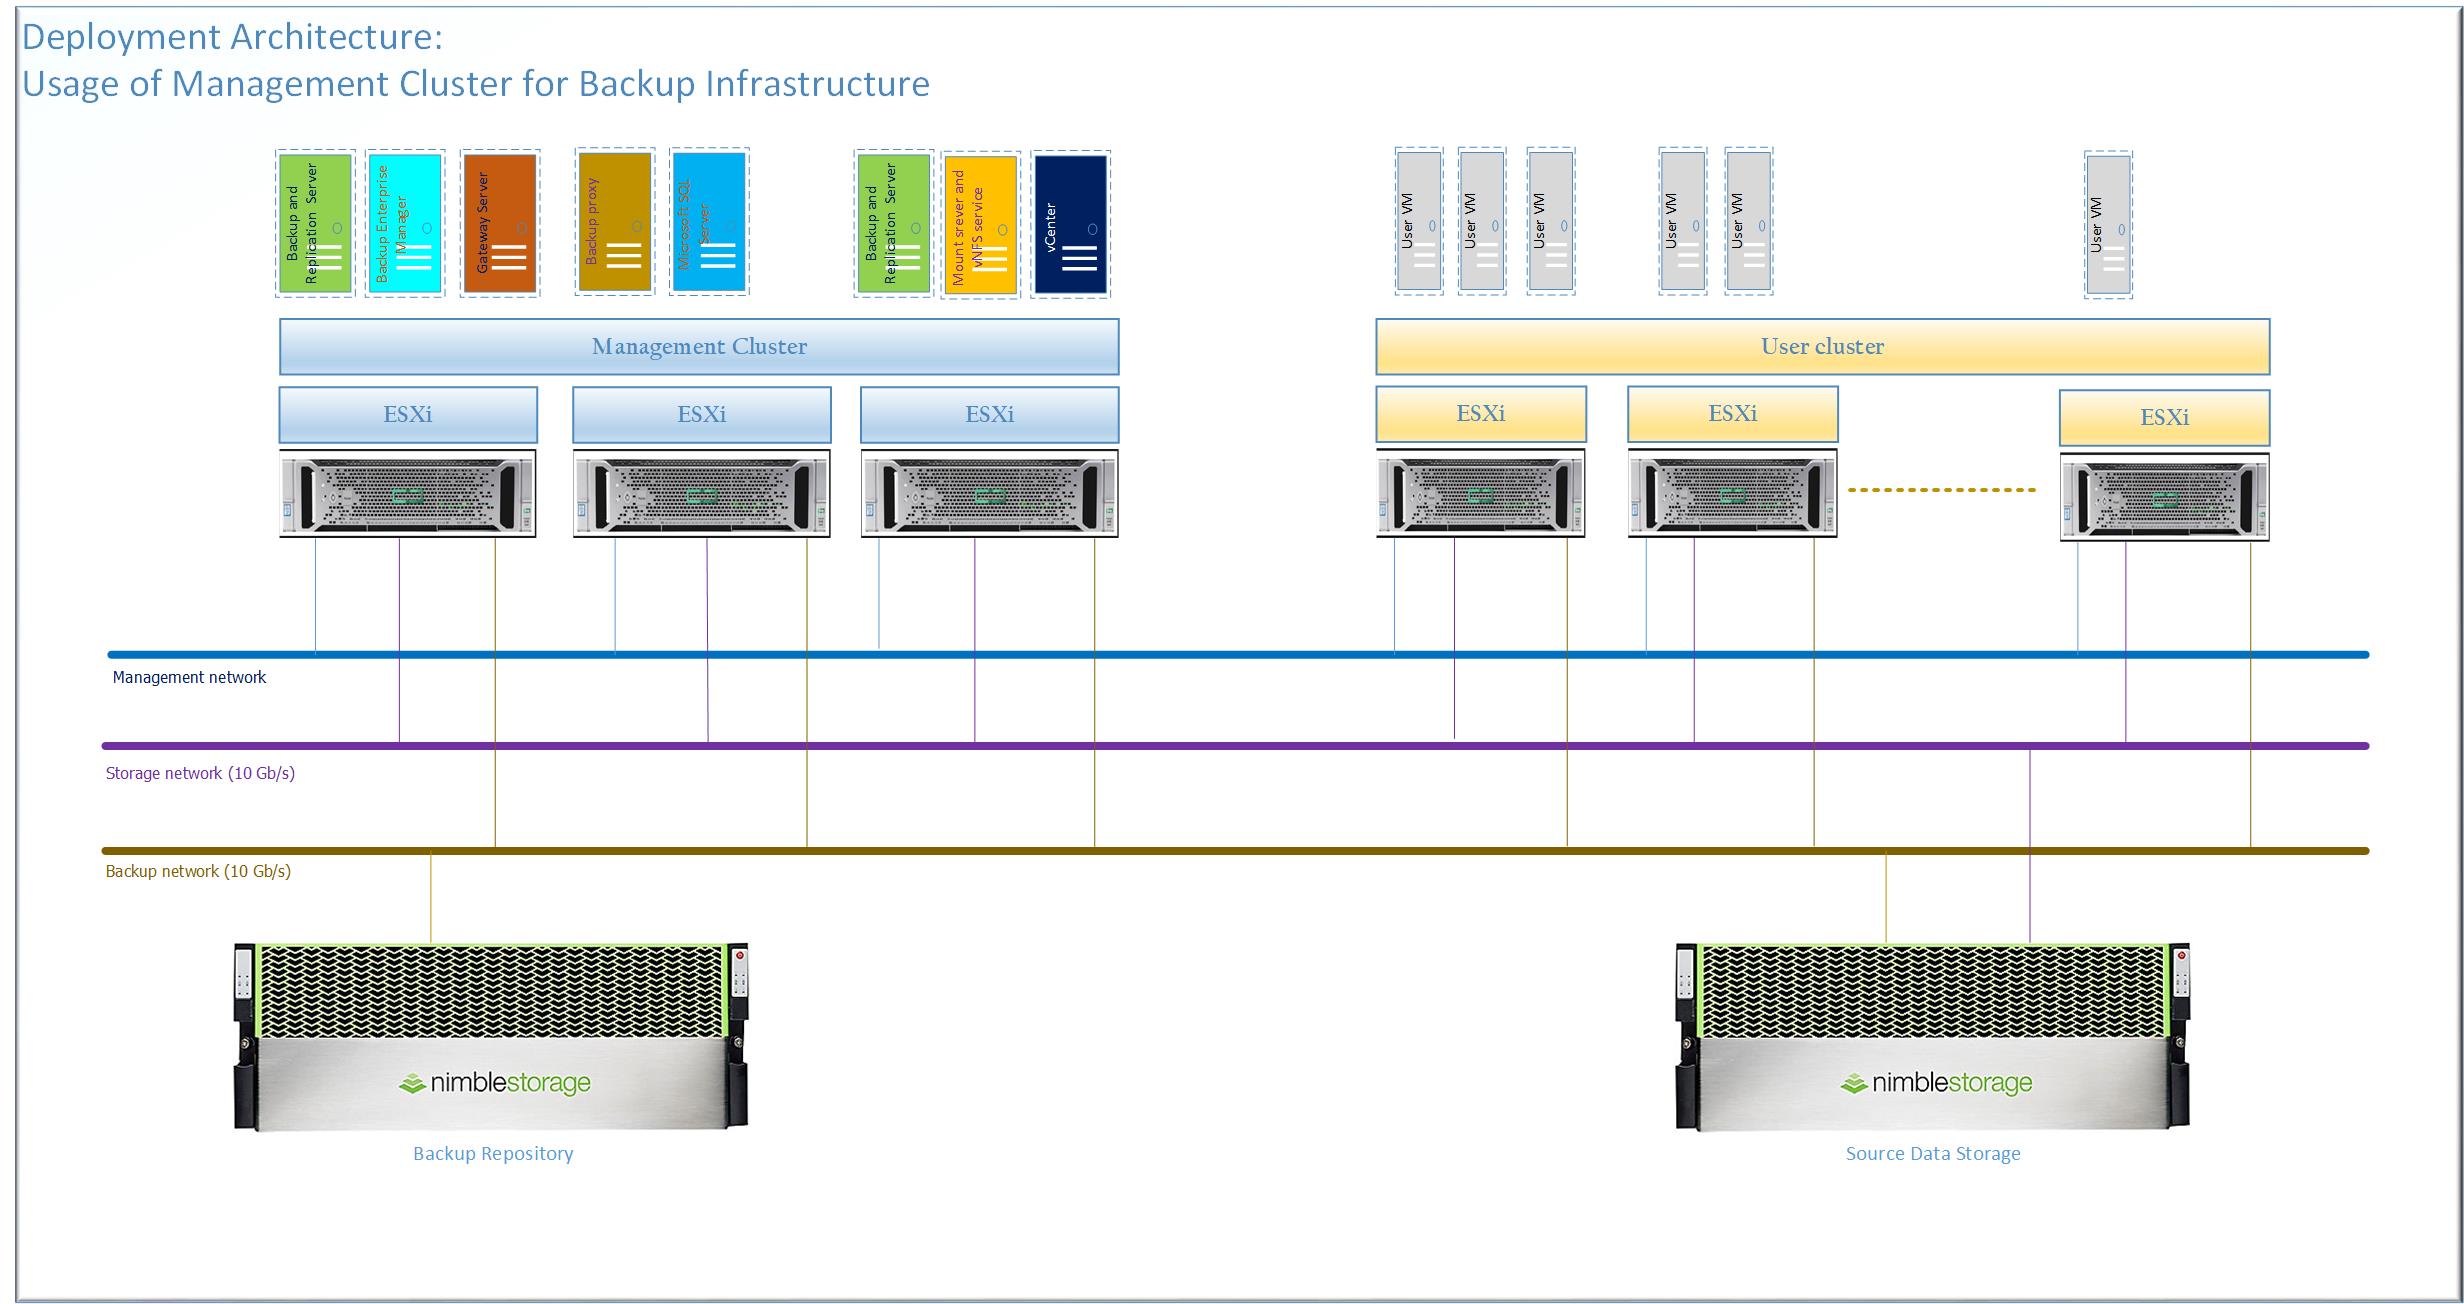 Deployment Architecture:
Usage of Management Cluster for Backup Infrastructure
Backup and
Replication Server
Backup Enterprise
Manager
Gateway Server
Backup proxy
Microsoft SQL
Server
Backup and
Replication Server
Mount srever and
vNFS service
vCenter
User VM
User VM
User VM
User VM
User VM
User VM
Management Cluster
User cluster
ESXi
ESXi
ESXi
ESXi
ESXi
ESXi
Management network
Storage network (10 Gb/s)
Backup network (10 Gb/s)
nimblestorage
nimblestorage
Backup Repository
Source Data Storage